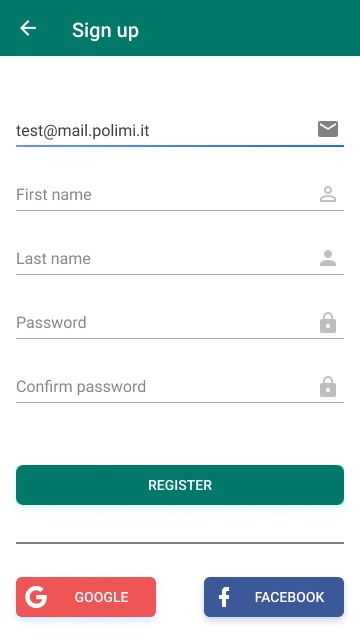 Sign up
test@mail.polimi.it
First name
Last name
Password
Confirm password
REGISTER
GOOGLE
FACEBOOK